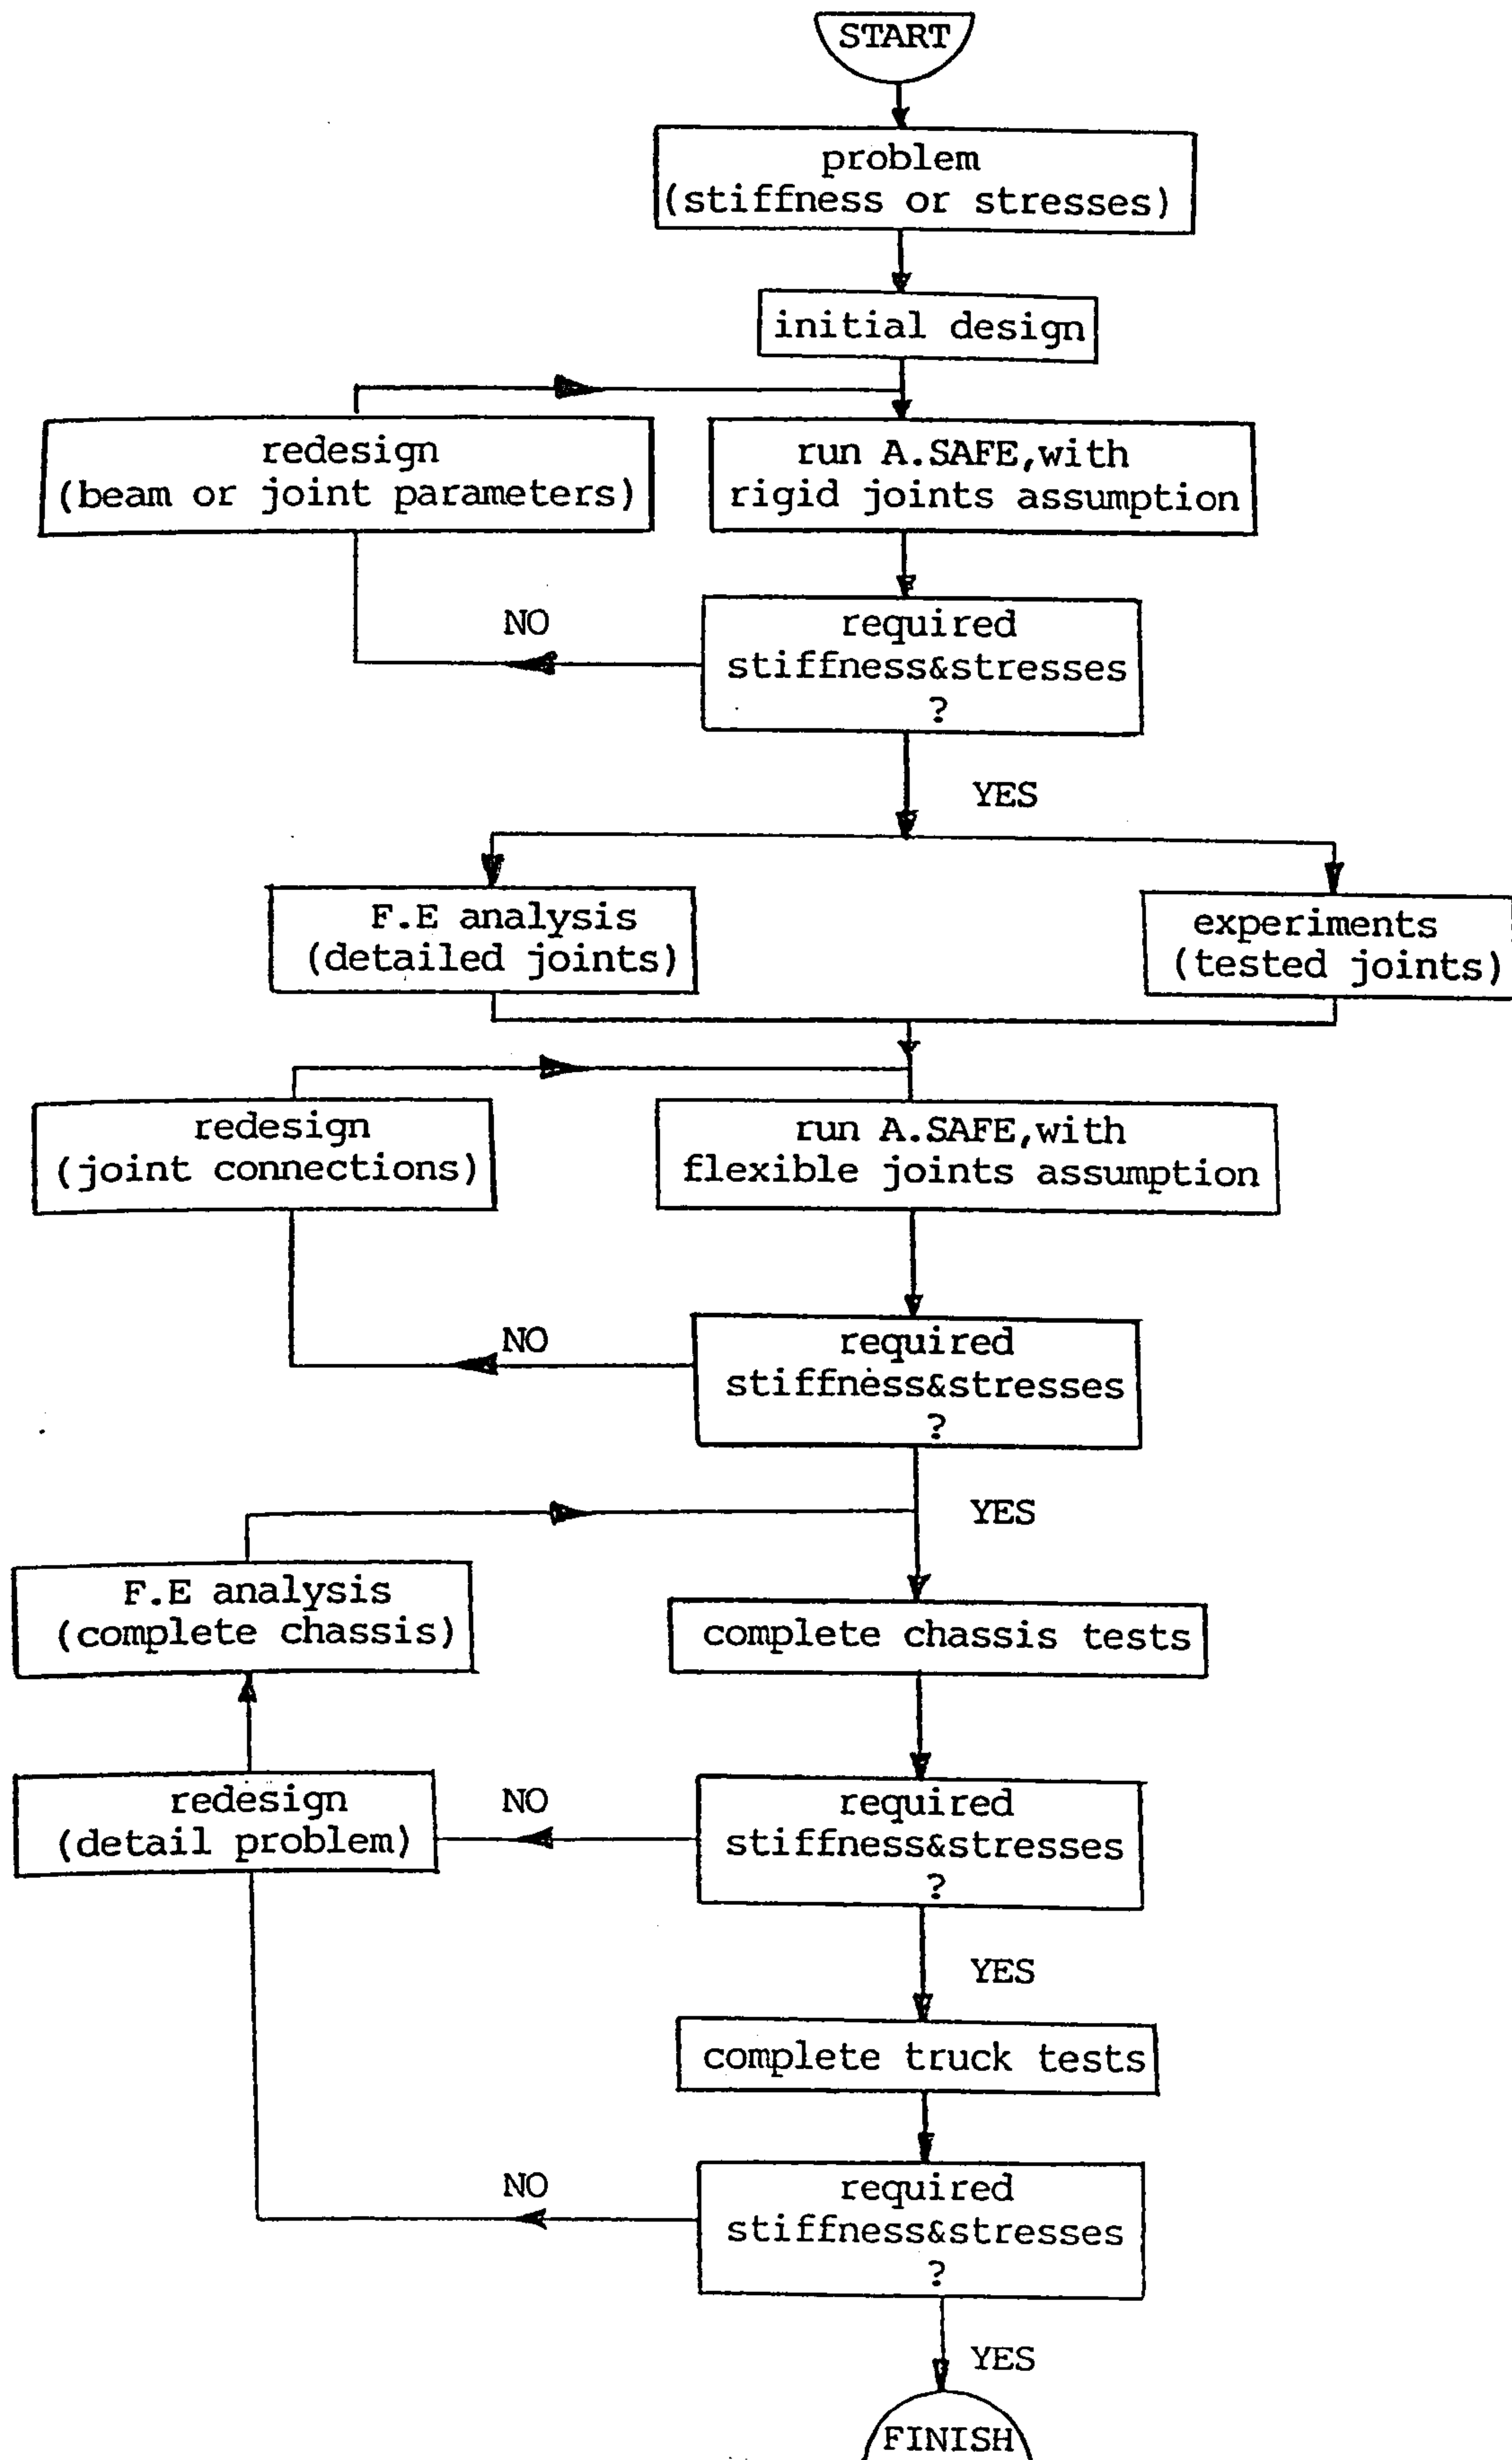 START
problem
(stiffness or stresses)
initial design
redesign
(beam or joint parameters)
run A.SAFE,with
rigid joints assumption
NO
required
stiffness&stresses
?
YES
F.E analysis
(detailed joints)
experiments
(tested joints)
redesign
(joint connections)
run A.SAFE,with
flexible joints assumption
NO
required
stiffness&stresses
?
YES
F.E analysis
(complete chassis)
complete chassis tests
redesign
(detail problem)
NO
required
stiffness&stresses
?
YES
complete truck tests
NO
required
stiffness&stresses
?
YES
FINISH